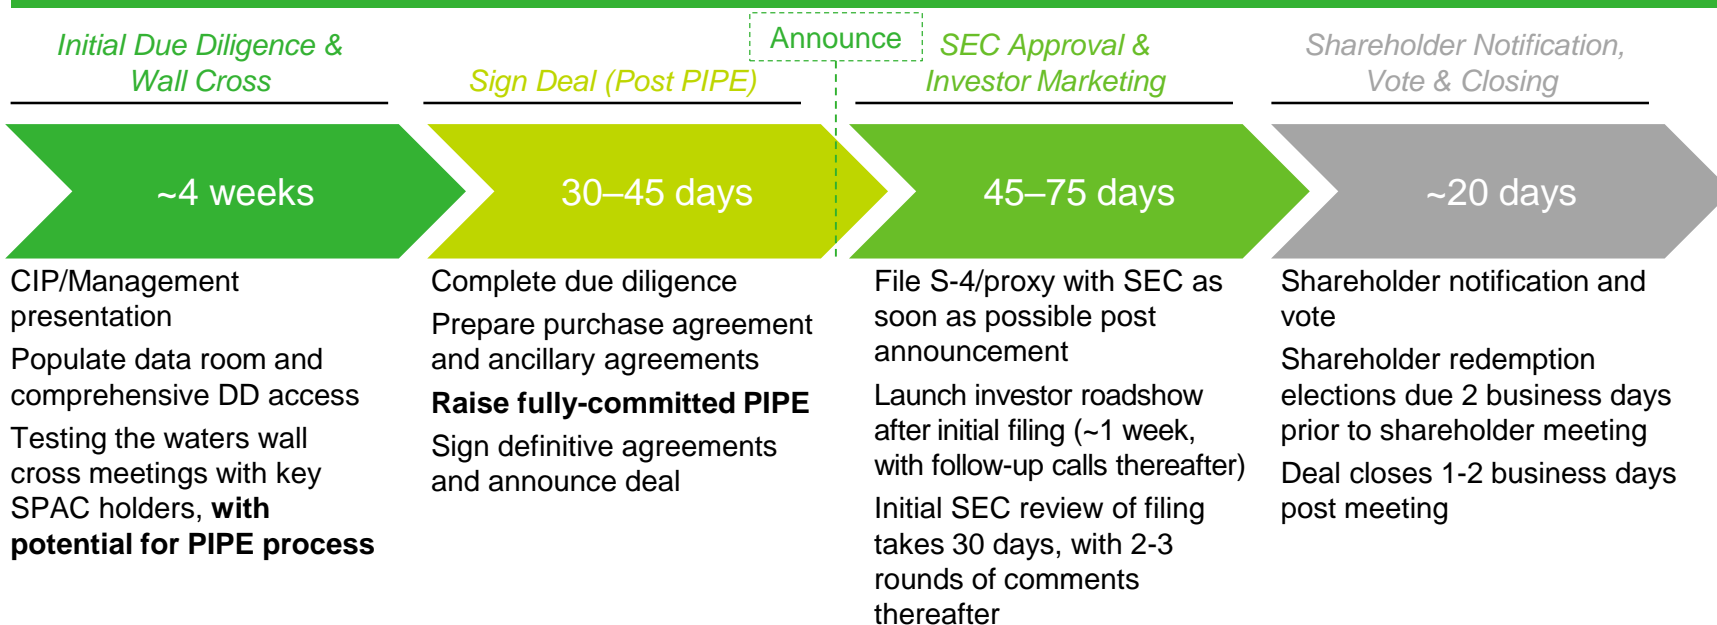 Initial Due Diligence &
Wall Cross
Sign Deal (Post PIPE)
Announce
SEC Approval &
Investor Marketing
Shareholder Notification,
Vote & Closing
~4 weeks
30–45 days
45–75 days
~20 days
CIP/Management
presentation
Populate data room and
comprehensive DD access
Testing the waters wall
cross meetings with key
SPAC holders, with
potential for PIPE process
Complete due diligence
Prepare purchase agreement
and ancillary agreements
Raise fully-committed PIPE
Sign definitive agreements
and announce deal
File S-4/proxy with SEC as
soon as possible post
announcement
Launch investor roadshow
after initial filing (~1 week,
with follow-up calls thereafter)
Initial SEC review of filing
takes 30 days, with 2-3
rounds of comments
thereafter
Shareholder notification and
vote
Shareholder redemption
elections due 2 business days
prior to shareholder meeting
Deal closes 1-2 business days
post meeting